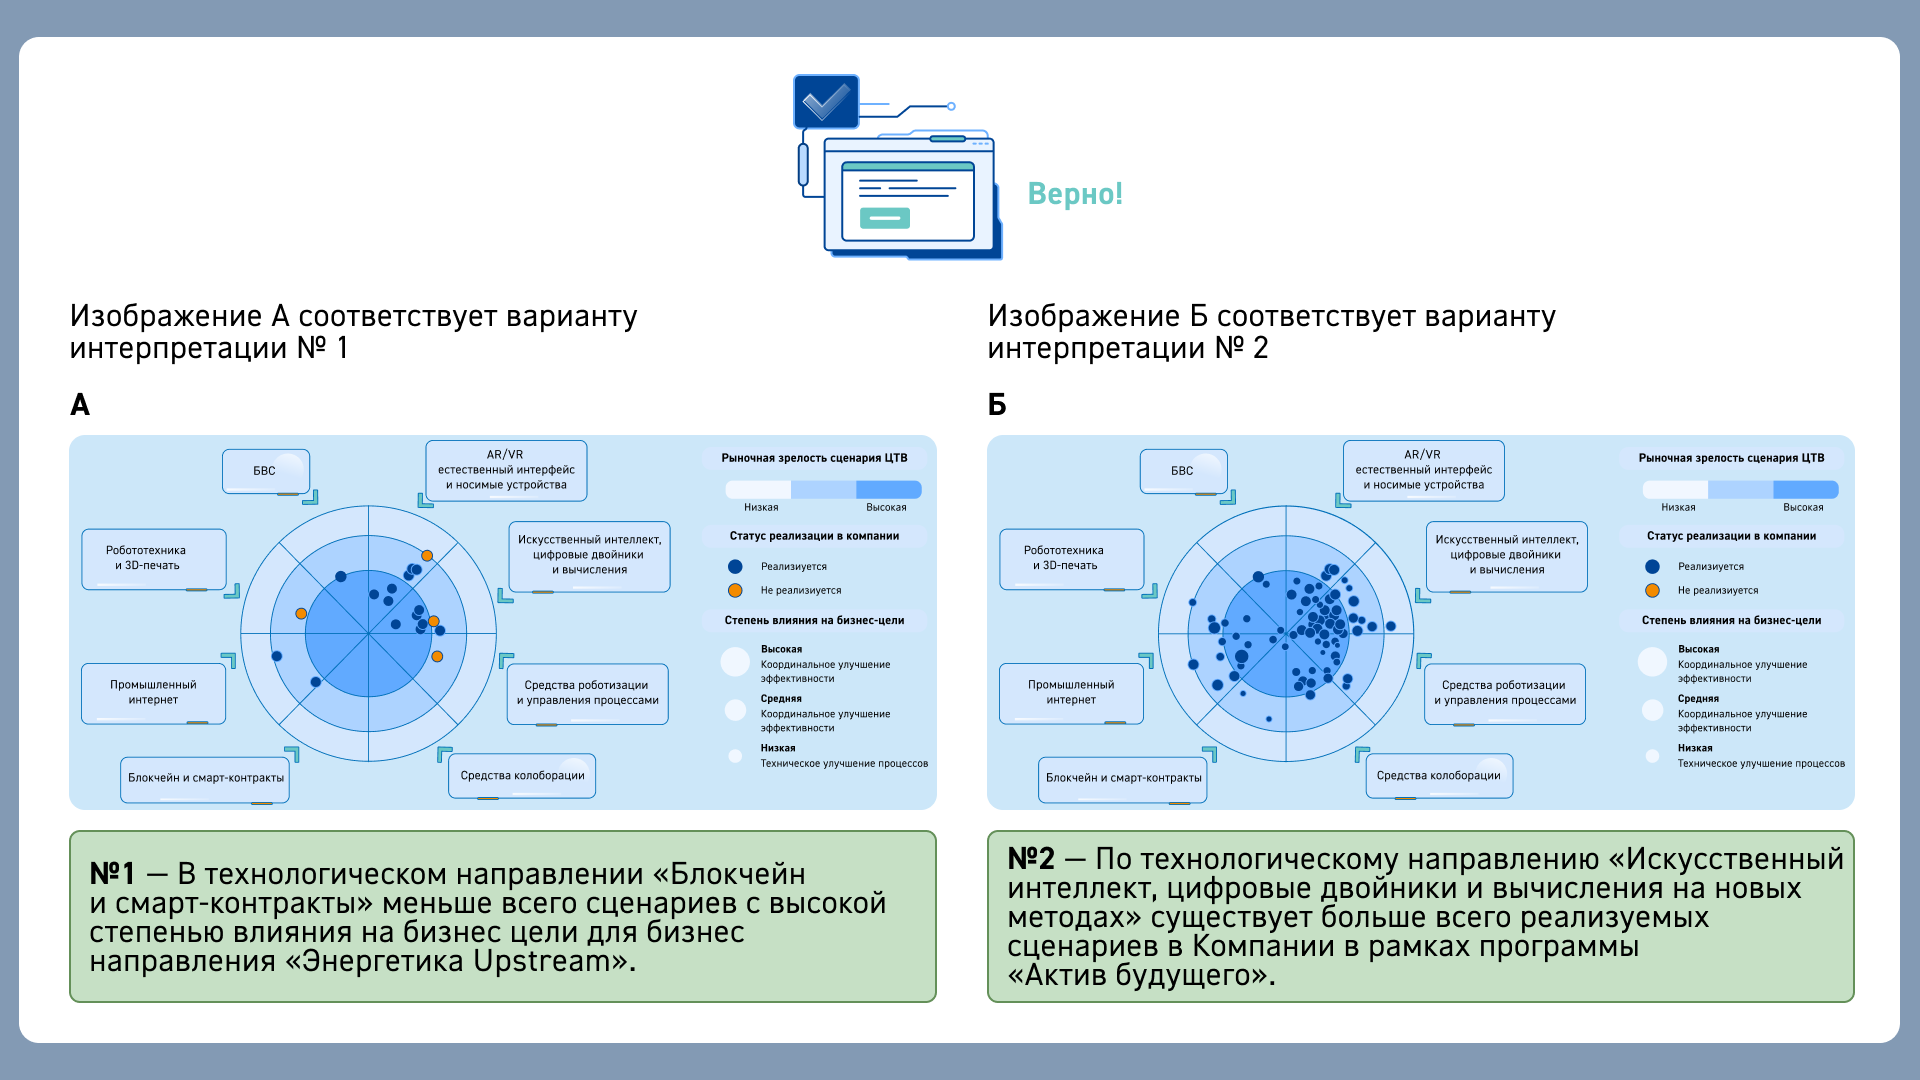 Верно!
Изображение А соответствует варианту
интерпретации № 1
А
БВС
AR/VR
естественный интерфейс
и носимые устройства
Робототехника
и 3D-печать
Искусственный интеллект,
цифровые двойники
и вычисления
Промышленный
интернет
Средства роботизации
и управления процессами
Блокчейн и смарт-контракты
Средства колоборации
Рыночная зрелость сценария ЦТВ
Низкая
Высокая
Статус реализации в компании
Реализиуется
Не реализиуется
Степень влияния на бизнес-цели
Высокая
Координальное улучшение
эффективности
Средняя
Координальное улучшение
эффективности
Низкая
Техническое улучшение процессов
№1 — В технологическом направлении «Блокчейн
и смарт-контракты» меньше всего сценариев с высокой
степенью влияния на бизнес цели для бизнес
направления «Энергетика Upstream».
Изображение Б соответствует варианту
интерпретации № 2
Б
БВС
AR/VR
естественный интерфейс
и носимые устройства
Робототехника
и 3D-печать
Искусственный интеллект,
цифровые двойники
и вычисления
Промышленный
интернет
Средства роботизации
и управления процессами
Блокчейн и смарт-контракты
Средства колоборации
Рыночная зрелость сценария ЦТВ
Низкая
Высокая
Статус реализации в компании
Реализиуется
Не реализиуется
Степень влияния на бизнес-цели
Высокая
Координальное улучшение
эффективности
Средняя
Координальное улучшение
эффективности
Низкая
Техническое улучшение процессов
№2 — По технологическому направлению «Искусственный
интеллект, цифровые двойники и вычисления на новых
методах» существует больше всего реализуемых
сценариев в Компании в рамках программы
«Актив будущего».